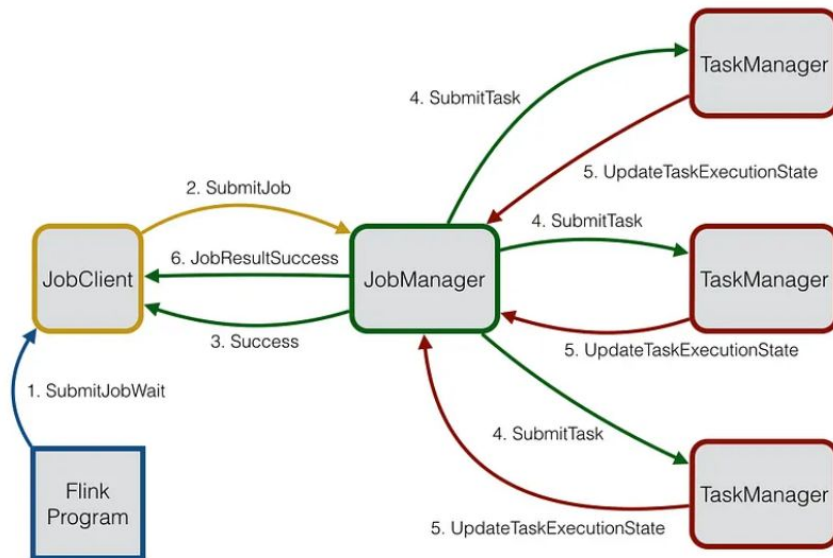 TaskManager
4. SubmitTask
5. UpdateTaskExecutionState
2. SubmitJob
4. SubmitTask
JobClient
6. JobResultSuccess
JobManager
TaskManager
3. Success
5. UpdateTaskExecutionState
1. SubmitJobWait
4. SubmitTask
Flink
Program
TaskManager
5. UpdateTaskExecutionState